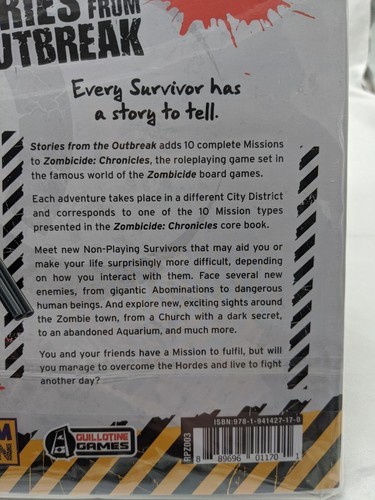 RIES FROM
UTBREAK
Every Survivor has
a story to tell.
Stories from the Outbreak adds 10 complete Missions
to Zombicide: Chronicles, the roleplaying game set in
the famous world of the Zombicide board games.
Each adventure takes place in a different City District
and corresponds to one of the 10 Mission types
presented in the Zombicide: Chronicles core book.
Meet new Non-Playing Survivors that may aid you or
make your life surprisingly more difficult, depending
on how you interact with them. Face several new
enemies, from gigantic Abominations to dangerous
human beings. And explore new, exciting sights around
the Zombie town, from a Church with a dark secret,
to an abandoned Aquarium, and much more.
You and your friends have a Mission to fulfil, but will
you manage to overcome the Hordes and live to fight
another day?
M
N
GUILLOTINE
GAMES
RPZ003
ISBN: 978-1-941427-17-0
8 89696 01170 1